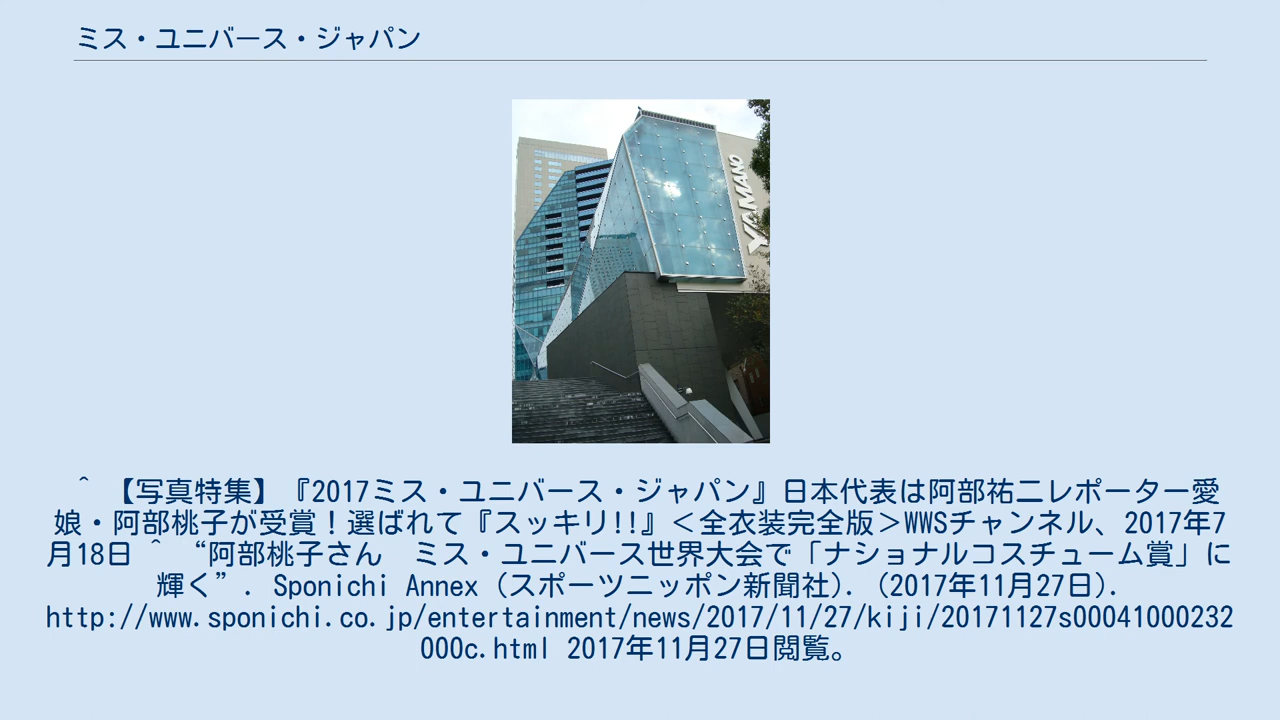 ミス・ユニバース・ジャパン
YAMANO
^ 【写真特集】『2017ミス・ユニバース・ジャパン』日本代表は阿部祐二レポーター愛
娘・阿部桃子が受賞！選ばれて『スッキリ!!』＜全衣装完全版＞WWSチャンネル、2017年7
月18日 ^ “阿部桃子さん　ミス・ユニバース世界大会で「ナショナルコスチューム賞」に
輝く”. Sponichi Annex (スポーツニッポン新聞社). (2017年11月27日).
http://www.sponichi.co.jp/entertainment/news/2017/11/27/kiji/20171127s00041000232
000c.html 2017年11月27日閲覧。